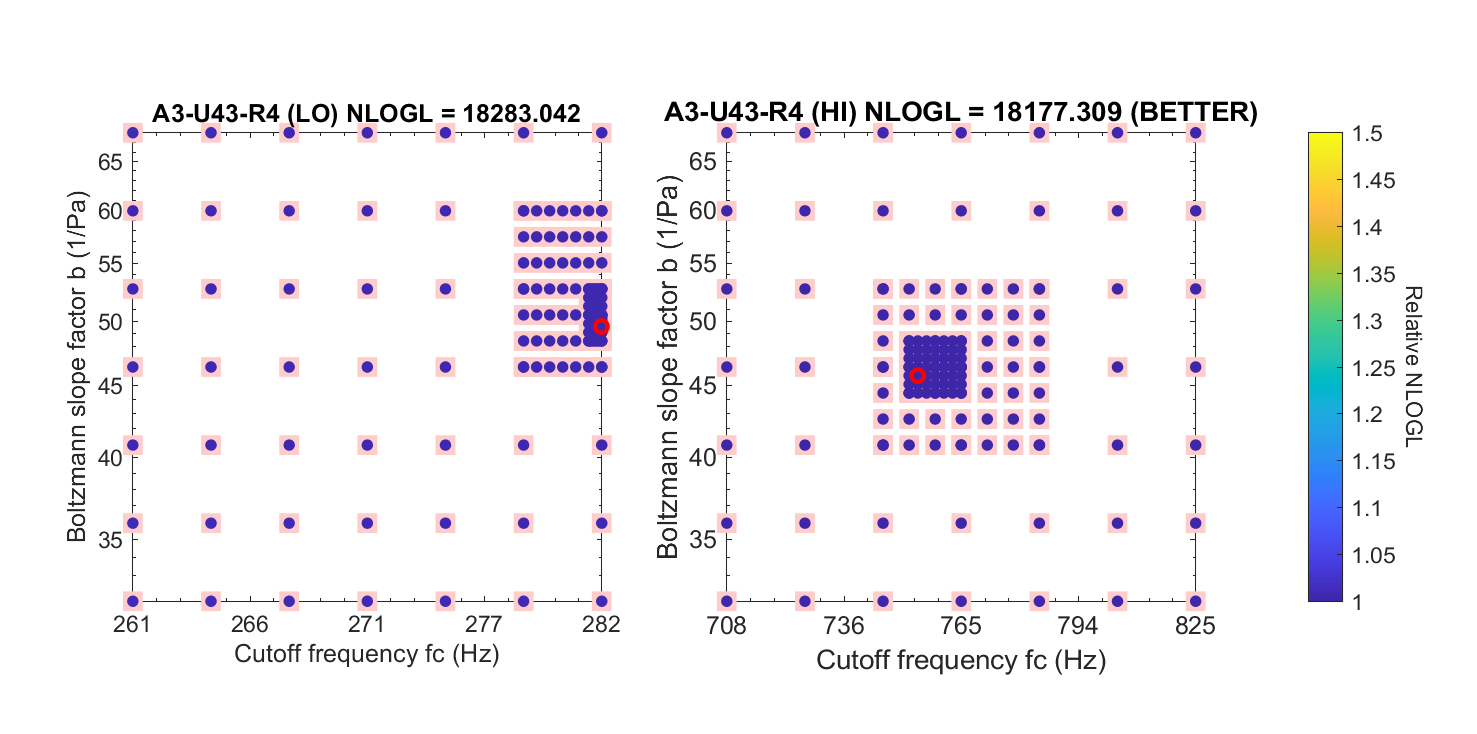 A3-U43-R4 (LO) NLOGL = 18283.042
65
60
55
50
45
40
35
261 266 271 277 282
Cutoff frequency fc (Hz)
Boltzmann slope factor b (1/Pa)
A3-U43-R4 (HI) NLOGL = 18177.309 (BETTER)
65
60
55
50
45
40
35
708 736 765 794 825
Cutoff frequency fc (Hz)
Boltzmann slope factor b (1/Pa)
1.5
1.45
1.4
1.35
1.3
1.25
1.2
1.15
1.1
1.05
1
Relative NLOGL